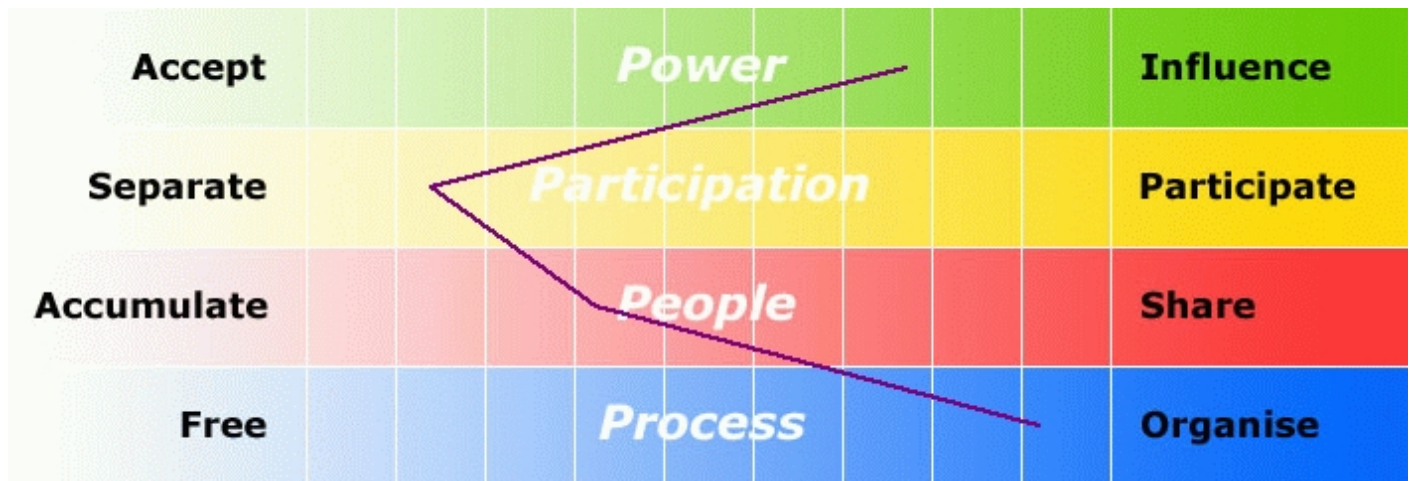 Accept Power Influence
Separate Participation Participate
Accumulate People Share
Free Process Organise